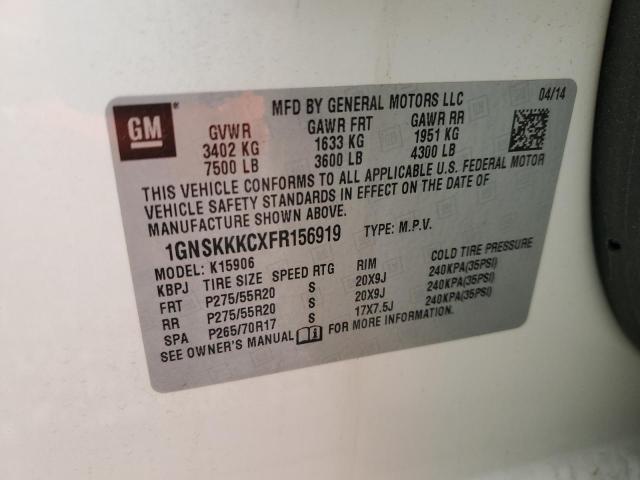 GM
MFD BY GENERAL MOTORS LLC 04/14
GVWR GAWR FRT GAWR RR
3402 KG 1633 KG 1951 KG
7500 LB 3600 LB 4300 LB
THIS VEHICLE CONFORMS TO ALL APPLICABLE U.S. FEDERAL MOTOR
VEHICLE SAFETY STANDARDS IN EFFECT ON THE DATE OF
MANUFACTURE SHOWN ABOVE.
1GNSKKKCXFR156919 TYPE: M.P.V.
MODEL: K15906
KBPJ TIRE SIZE SPEED RTG RIM COLD TIRE PRESSURE
FRT P275/55R20 S 20X9J 240KPA(35PSI)
RR P275/55R20 S 20X9J 240KPA(35PSI)
SPA P265/70R17 S 17X7.5J 240KPA(35PSI)
SEE OWNER'S MANUAL FOR MORE INFORMATION.